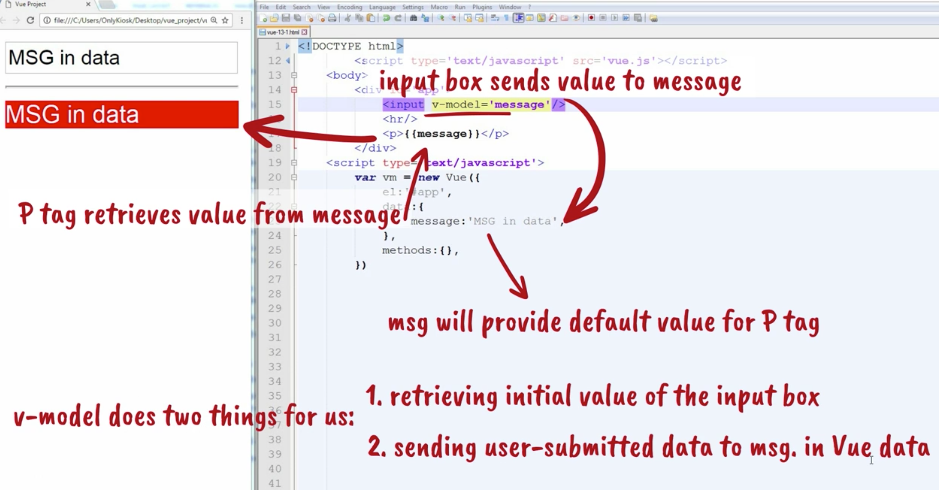 Vue Project
file:///C:/Users/OnlyKiosk/Desktop/vue_project/vu
MSG in data
MSG in data
File Edit Search View Encoding Language Settings Macro Run Plugins Window ?
vue-13-1.html
1 <!DOCTYPE html>
12 <script type='text/javascript' src='vue.js'></script>
13 <body>
input box sends value to message
14
15 <input v-model='message'/>
16 <hr/>
<p>{{message}}</p>
18 </div>
19 <script type='text/javascript'>
20 var vm = new Vue({
21 el:'#app',
22
P tag retrieves value from message
message:'MSG in data',
24 },
25 methods:{},
26 })
27
28
29
msg will provide default value for P tag
30
31
32
33
34
35
1. retrieving initial value of the input box
36
v-model does two things for us:
37
38
2. sending user-submitted data to msg. in Vue data
39
40
41